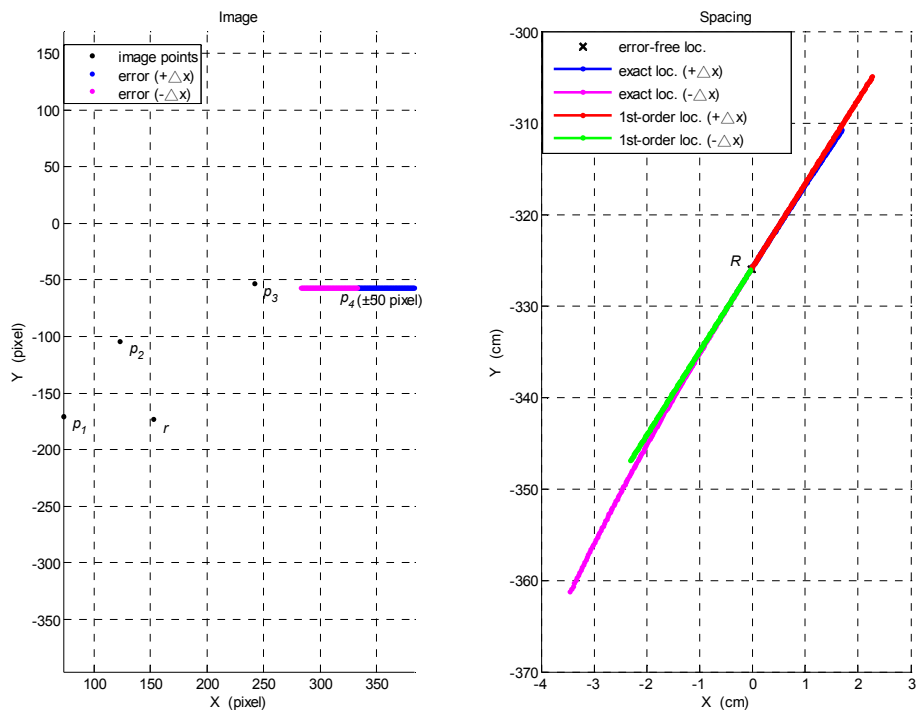 Image
image points
error (+△x)
error (-△x)
150
100
50
0
-50
-100
-150
-200
-250
-300
-350
Y (pixel)
p1
p2
r
p3
p4 (±50 pixel)
100
150
200
250
300
350
X (pixel)
Spacing
error-free loc.
exact loc. (+△x)
exact loc. (-△x)
1st-order loc. (+△x)
1st-order loc. (-△x)
-300
-310
-320
-330
-340
-350
-360
-370
Y (cm)
R
-4
-3
-2
-1
0
1
2
3
X (cm)